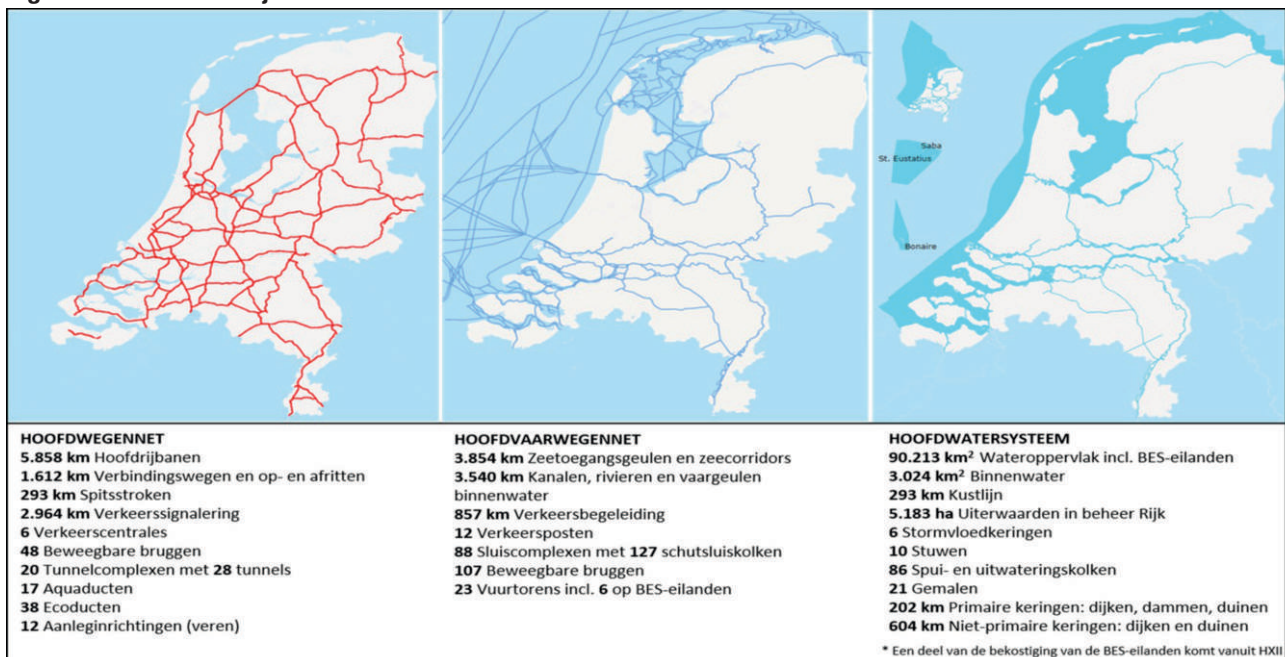 Saba
St. Eustatius
Bonaire
HOOFDWEGENNET
5.858 km Hoofdrijbanen
1.612 km Verbindingswegen en op- en afritten
293 km Spitsstroken
2.964 km Verkeerssignalering
6 Verkeerscentrales
48 Beweegbare bruggen
20 Tunnelcomplexen met 28 tunnels
17 Aquaducten
38 Ecoducten
12 Aanleginrichtingen (veren)
HOOFDVAARWEGENNET
3.854 km Zeetoegangsgeulen en zeecorridors
3.540 km Kanalen, rivieren en vaargeulen
binnenwater
857 km Verkeersbegeleiding
12 Verkeersposten
88 Sluiscomplexen met 127 schutsluiskolken
107 Beweegbare bruggen
23 Vuurtorens incl. 6 op BES-eilanden
HOOFDWATERSYSTEEM
90.213 km² Wateroppervlak incl. BES-eilanden
3.024 km² Binnenwater
293 km Kustlijn
5.183 ha Uiterwaarden in beheer Rijk
6 Stormvloedkeringen
10 Stuwen
86 Spui- en uitwateringskolken
21 Gemalen
202 km Primaire keringen: dijken, dammen, duinen
604 km Niet-primaire keringen: dijken en duinen
* Een deel van de bekostiging van de BES-eilanden komt vanuit HXII